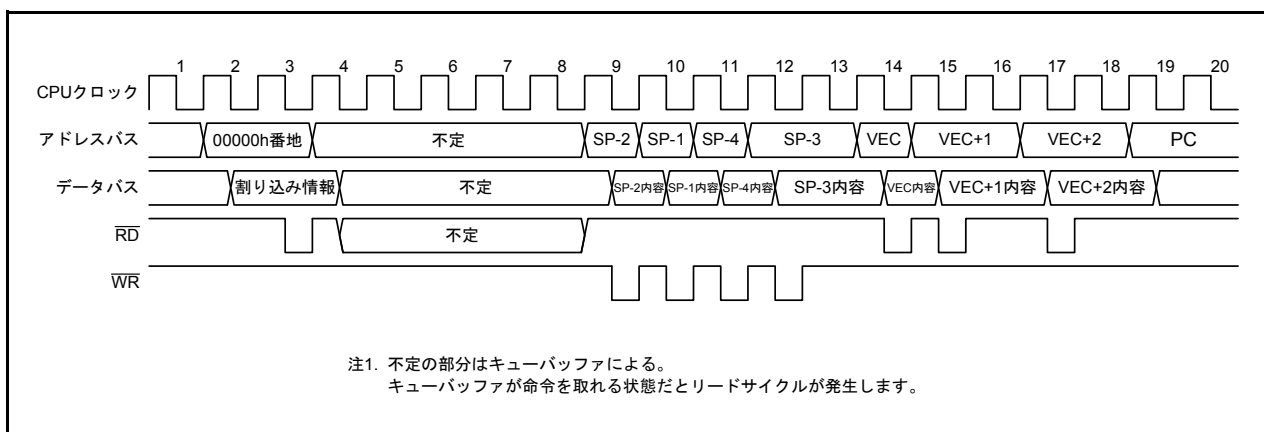 1 2 3 4 5 6 7 8 9 10 11 12 13 14 15 16 17 18 19 20
CPUクロック
アドレスバス 00000h番地 不定 SP-2 SP-1 SP-4 SP-3 VEC VEC+1 VEC+2 PC
データバス 割り込み情報 不定 SP-2内容 SP-1内容 SP-4内容 SP-3内容 VEC内容 VEC+1内容 VEC+2内容
RD 不定
WR
注1. 不定の部分はキューバッファによる。
キューバッファが命令を取れる状態だとリードサイクルが発生します。